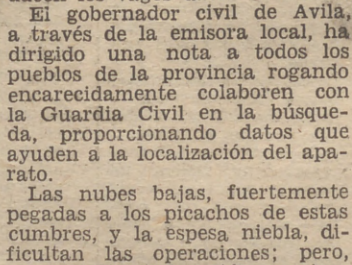 El gobernador civil de Avila,
a través de la emisora local, ha
dirigido una nota a todos los
pueblos de la provincia rogando
encarecidamente colaboren con
la Guardia Civil en la búsque-
da, proporcionando datos que
ayuden a la localización del apa-
rato.
Las nubes bajas, fuertemente
pegadas a los picachos de estas
cumbres, y la espesa niebla, di-
ficultan las operaciones; pero,